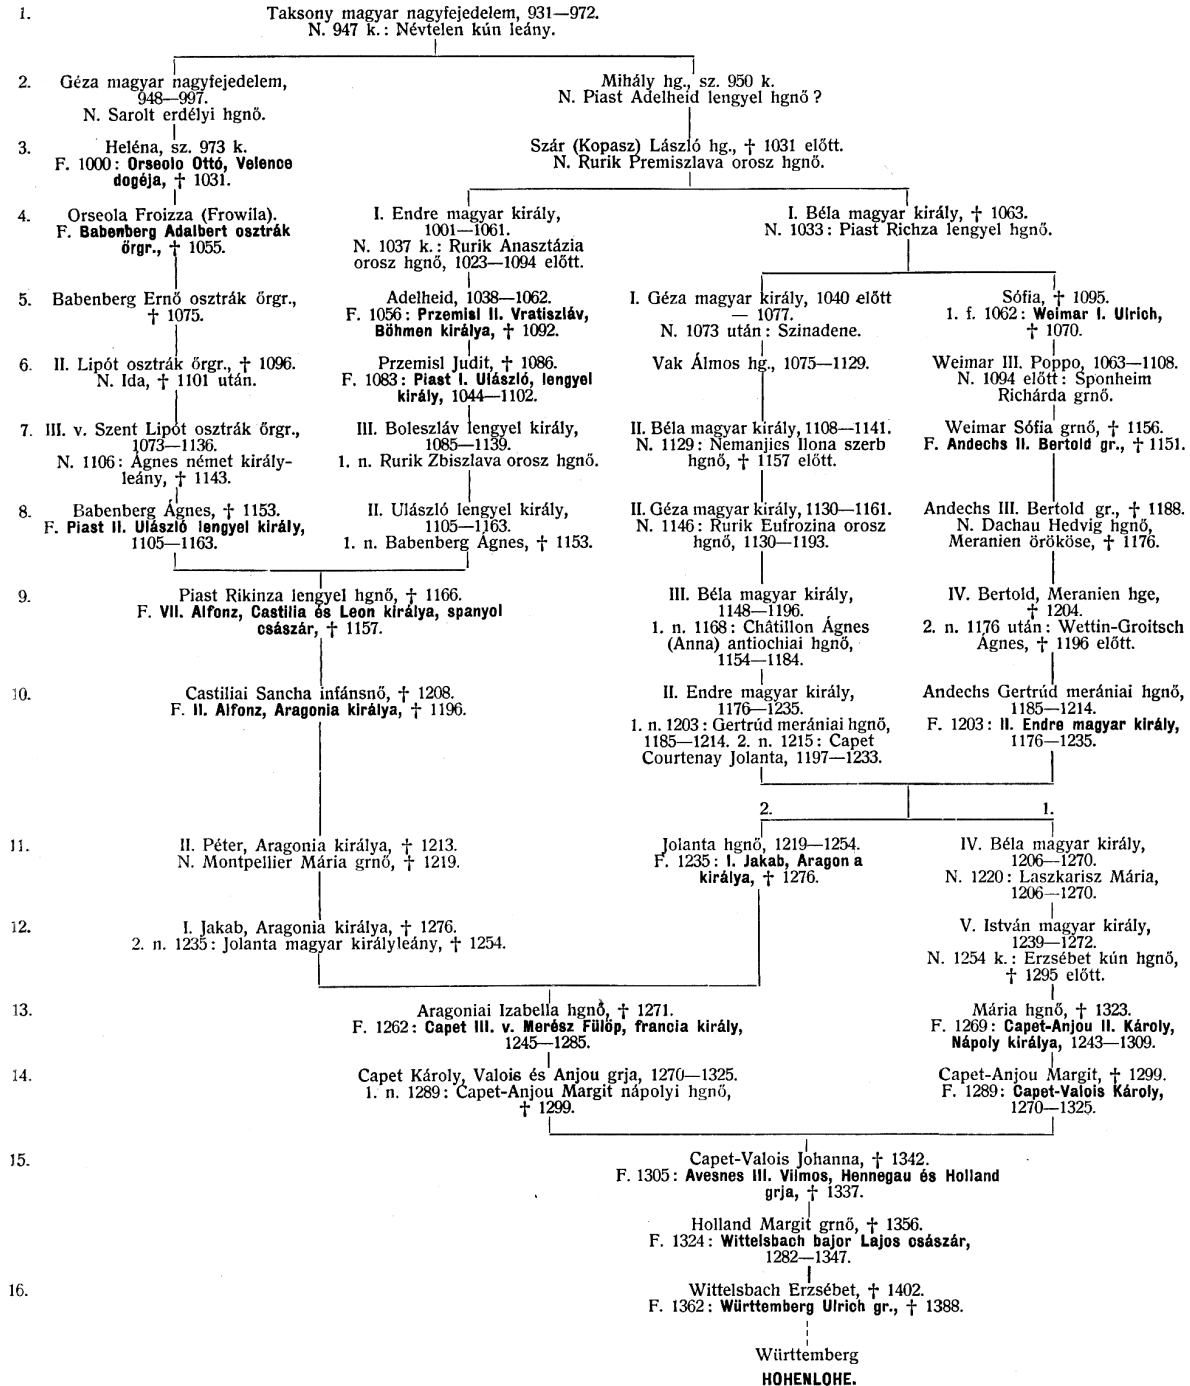 1.
Taksony magyar nagyfejedelem, 931—972.
N. 947 k.: Névtelen kún leány.
2.
Géza magyar nagyfejedelem,
948—997.
N. Sarolt erdélyi hgnő.
Mihály hg., sz. 950 k.
N. Piast Adelheid lengyel hgnő ?
3.
Heléna, sz. 973 k.
F. 1000: Orseolo Ottó, Velence
dogéja, † 1031.
Szár (Kopasz) László hg., † 1031 előtt.
N. Rurik Premiszlava orosz hgnő.
4.
Orseola Froizza (Frowila).
F. Babenberg Adalbert osztrák
őrgr., † 1055.
I. Endre magyar király,
1001—1061.
N. 1037 k.: Rurik Anasztázia
orosz hgnő, 1023—1094 előtt.
I. Béla magyar király, † 1063.
N. 1033: Piast Richza lengyel hgnő.
5.
Babenberg Ernő osztrák őrgr.,
† 1075.
Adelheid, 1038—1062.
F. 1056: Przemisl II. Vratiszláv,
Böhmen királya, † 1092.
I. Géza magyar király, 1040 előtt
— 1077.
N. 1073 után: Szinadene.
Sófia, † 1095.
1. f. 1062: Weimar I. Ulrich,
† 1070.
6.
II. Lipót osztrák őrgr., † 1096.
N. Ida, † 1101 után.
Przemisl Judit, † 1086.
F. 1083: Piast I. Ulászló, lengyel
király, 1044—1102.
Vak Álmos hg., 1075—1129.
Weimar III. Poppo, 1063—1108.
N. 1094 előtt: Sponheim
Richárda grnő.
7.
III. v. Szent Lipót osztrák őrgr.,
1073—1136.
N. 1106: Ágnes német király-
leány, † 1143.
III. Boleszláv lengyel király,
1085—1139.
1. n. Rurik Zbiszlava orosz hgnő.
II. Béla magyar király, 1108—1141.
N. 1129: Nemanjics Ilona szerb
hgnő, † 1157 előtt.
Weimar Sófia grnő, † 1156.
F. Andechs II. Bertold gr., † 1151.
8.
Babenberg Ágnes, † 1153.
F. Piast II. Ulászló lengyel király,
1105—1163.
II. Ulászló lengyel király,
1105—1163.
1. n. Babenberg Ágnes, † 1153.
II. Géza magyar király, 1130—1161.
N. 1146: Rurik Eufrozina orosz
hgnő, 1130—1193.
Andechs III. Bertold gr., † 1188.
N. Dachau Hedvig hgnő,
Meranien örököse, † 1176.
9.
Piast Rikinza lengyel hgnő, † 1166.
F. VII. Alfonz, Castilia és Leon királya, spanyol
császár, † 1157.
III. Béla magyar király,
1148—1196.
1. n. 1168: Châtillon Ágnes
(Anna) antiochiai hgnő,
1154—1184.
IV. Bertold, Meranien hge,
† 1204.
2. n. 1176 után: Wettin-Groitsch
Ágnes, † 1196 előtt.
10.
Castiliai Sancha infánsnő, † 1208.
F. II. Alfonz, Aragonia királya, † 1196.
II. Endre magyar király,
1176—1235.
1. n. 1203: Gertrúd merániai hgnő,
1185—1214. 2. n. 1215: Capet
Courtenay Jolanta, 1197—1233.
Andechs Gertrúd merániai hgnő,
1185—1214.
F. 1203: II. Endre magyar király,
1176—1235.
2.
1.
11.
II. Péter, Aragonia királya, † 1213.
N. Montpellier Mária grnő, † 1219.
Jolanta hgnő, 1219—1254.
F. 1235: I. Jakab, Aragon a
királya, † 1276.
IV. Béla magyar király,
1206—1270.
N. 1220: Laszkarisz Mária,
1206—1270.
12.
I. Jakab, Aragonia királya, † 1276.
2. n. 1235: Jolanta magyar királyleány, † 1254.
V. István magyar király,
1239—1272.
N. 1254 k.: Erzsébet kún hgnő,
† 1295 előtt.
13.
Aragoniai Izabella hgnő, † 1271.
F. 1262: Capet III. v. Merész Fülöp, francia király,
1245—1285.
Mária hgnő, † 1323.
F. 1269: Capet-Anjou II. Károly,
Nápoly királya, 1243—1309.
14.
Capet Károly, Valois és Anjou grja, 1270—1325.
1. n. 1289: Capet-Anjou Margit nápolyi hgnő,
† 1299.
Capet-Anjou Margit, † 1299.
F. 1289: Capet-Valois Károly,
1270—1325.
15.
Capet-Valois Johanna, † 1342.
F. 1305: Avesnes III. Vilmos, Hennegau és Holland
grja, † 1337.
Holland Margit grnő, † 1356.
F. 1324: Wittelsbach bajor Lajos császár,
1282—1347.
16.
Wittelsbach Erzsébet, † 1402.
F. 1362: Württemberg Ulrich gr., † 1388.
Württemberg
HOHENLOHE.